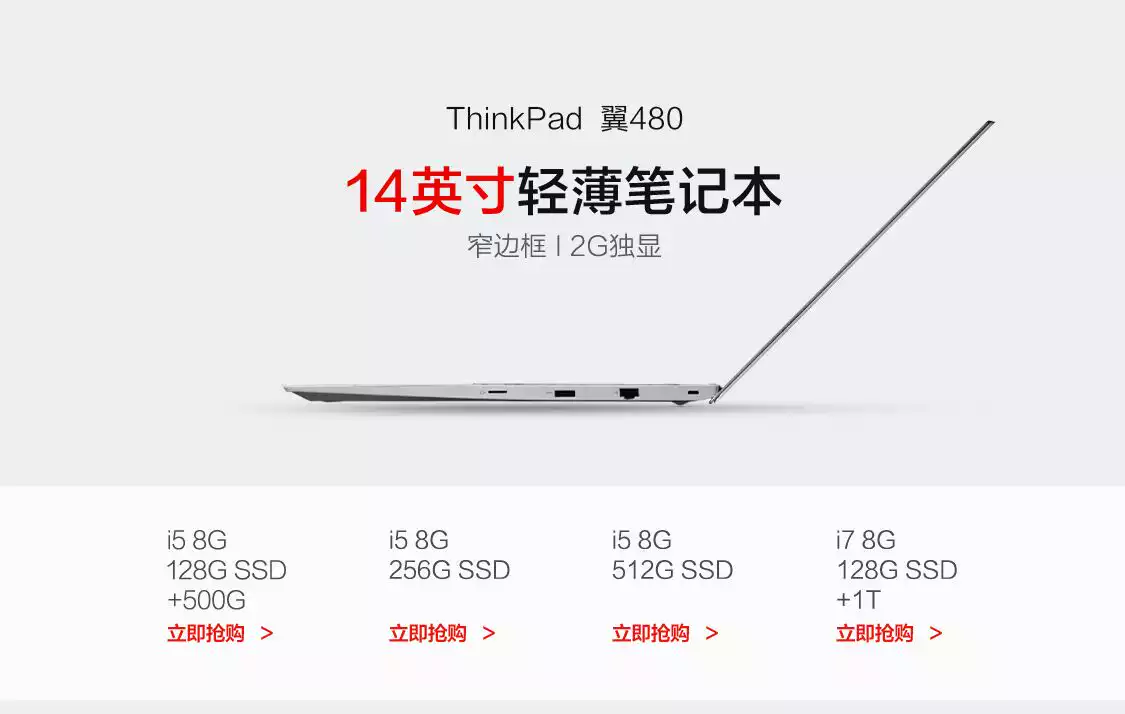 ThinkPad 翼480
14英寸轻薄笔记本
窄边框 | 2G独显
i5 8G
128G SSD
+500G
立即抢购 >
i5 8G
256G SSD
立即抢购 >
i5 8G
512G SSD
立即抢购 >
i7 8G
128G SSD
+1T
立即抢购 >